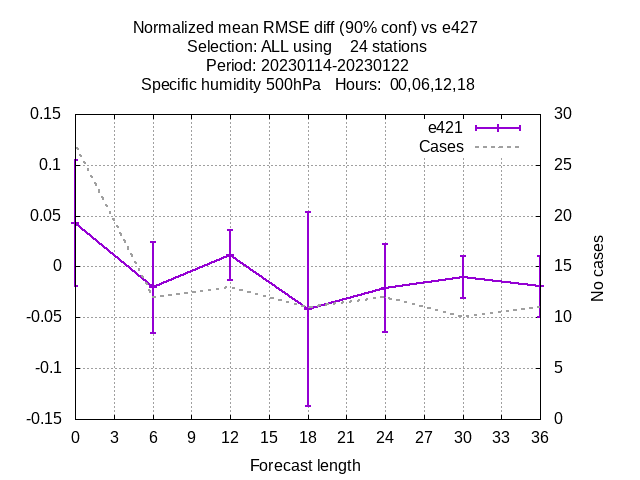 Normalized mean RMSE diff (90% conf) vs e427
Selection: ALL using    24 stations
Period: 20230114-20230122
Specific humidity 500hPa   Hours:  00,06,12,18
0.15
0.1
0.05
0
-0.05
-0.1
-0.15
30
25
20
15
10
5
0
e421
Cases
No cases
0 3 6 9 12 15 18 21 24 27 30 33 36
Forecast length